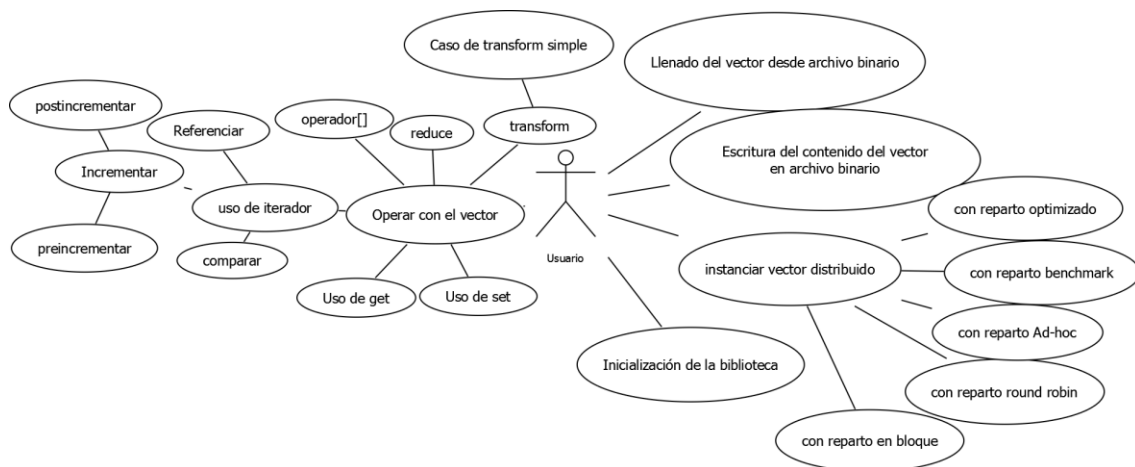 Caso de transform simple
Llenado del vector desde archivo binario
postincrementar
operador[]
Referenciar
reduce
transform
Escritura del contenido del vector
en archivo binario
Incrementar
uso de iterador
Operar con el vector
con reparto optimizado
preincrementar
comparar
Usuario
instanciar vector distribuido
con reparto benchmark
Uso de get
Uso de set
con reparto Ad-hoc
Inicialización de la biblioteca
con reparto round robin
con reparto en bloque